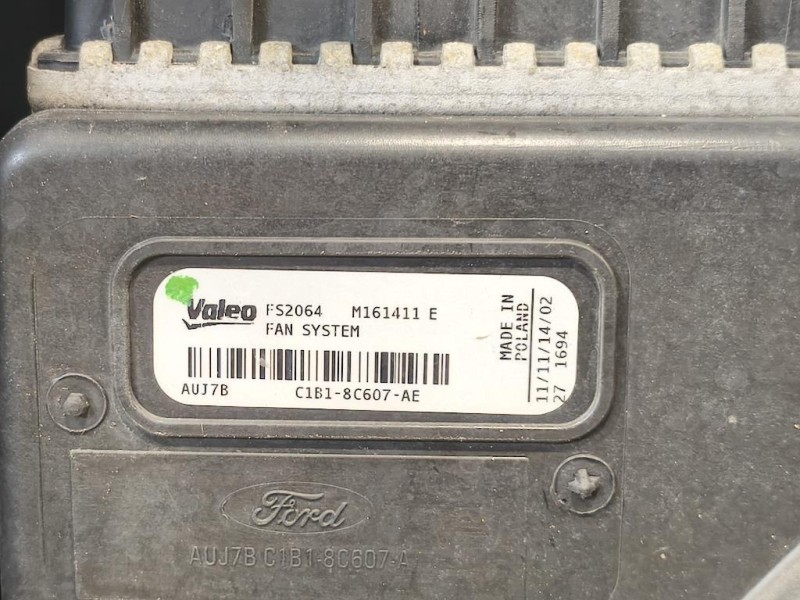 Valeo FS2064 M161411 E
FAN SYSTEM
AUJ7B C1B1-8C607-AE
MADE IN
POLAND
11/11/14/02
27 1694
Ford
AUJ7B C1B1-8C607-A